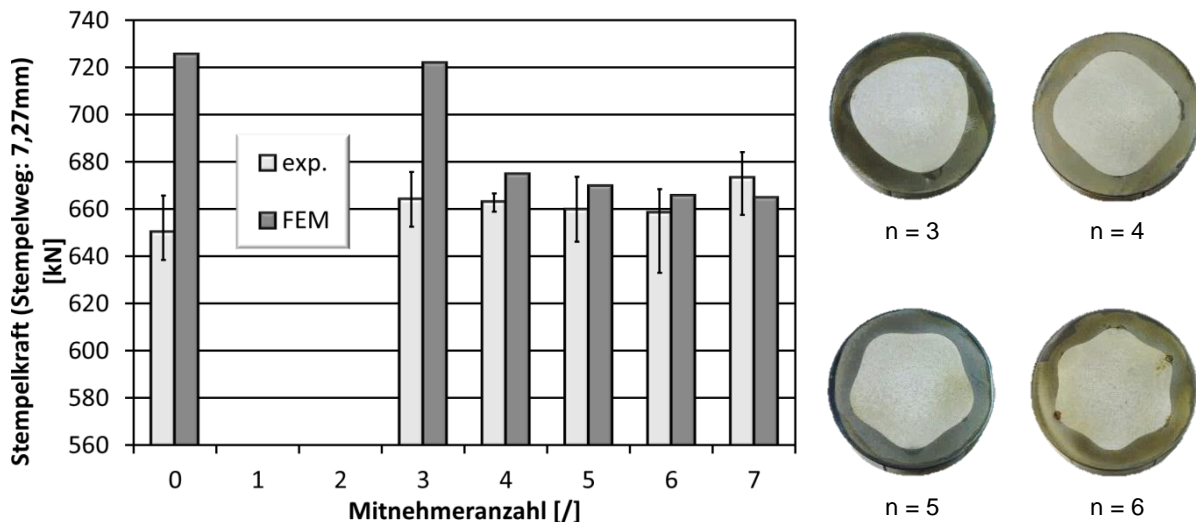 Stempelkraft (Stempelweg: 7,27mm)
[kN]
740
720
700
680
660
640
620
600
580
560
exp.
FEM
0 1 2 3 4 5 6 7
Mitnehmeranzahl [/]
n = 3 n = 4
n = 5 n = 6